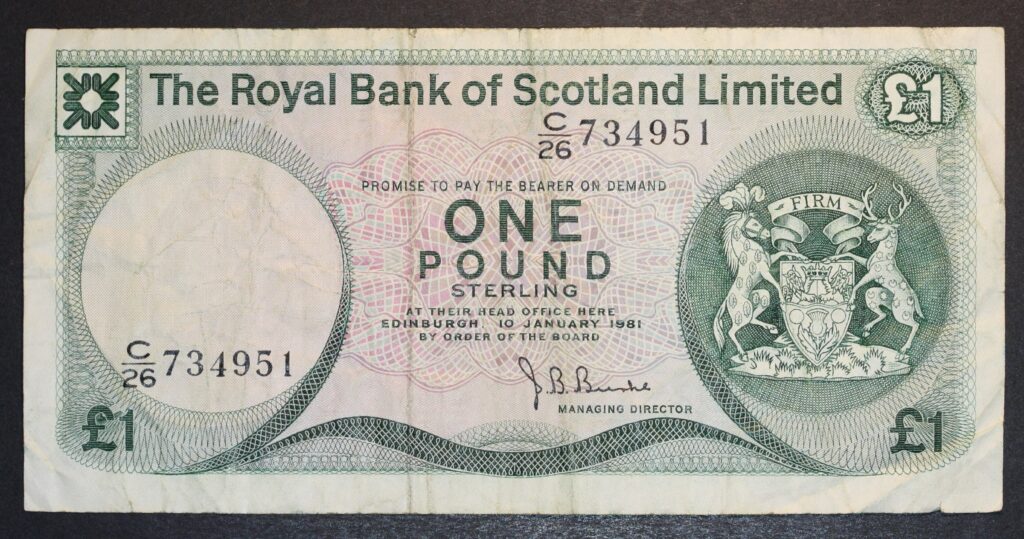 The Royal Bank of Scotland Limited
£1
C/26 734951
PROMISE TO PAY THE BEARER ON DEMAND
FIRM
ONE
POUND
STERLING
AT THEIR HEAD OFFICE HERE
EDINBURGH, 10 JANUARY 1981
BY ORDER OF THE BOARD
C/26 734951
J.B. Burke
MANAGING DIRECTOR
£1
£1